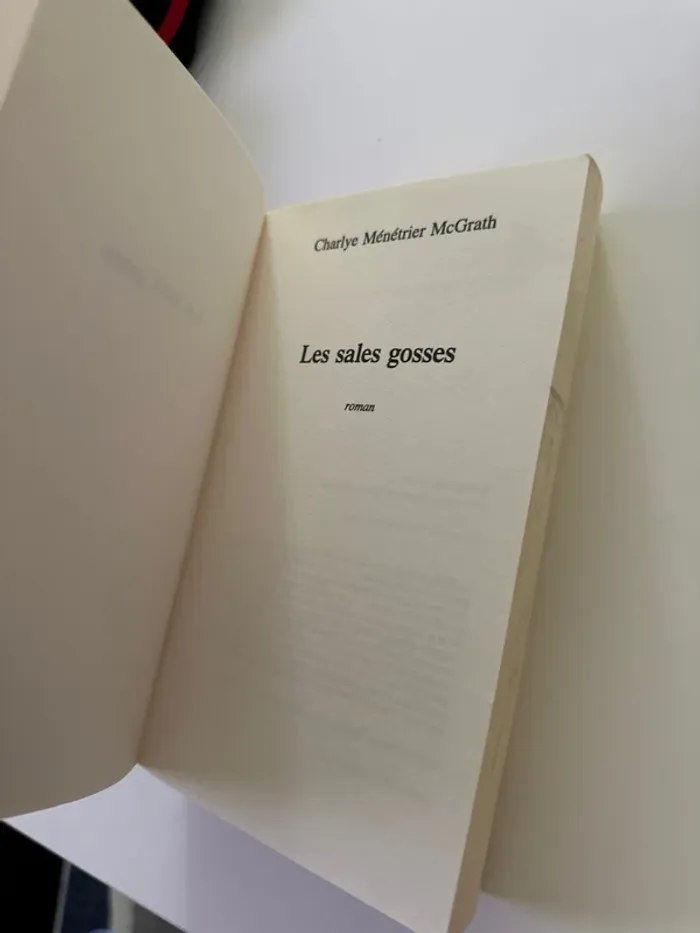 Charlye Ménétrier McGrath
Les sales gosses
roman